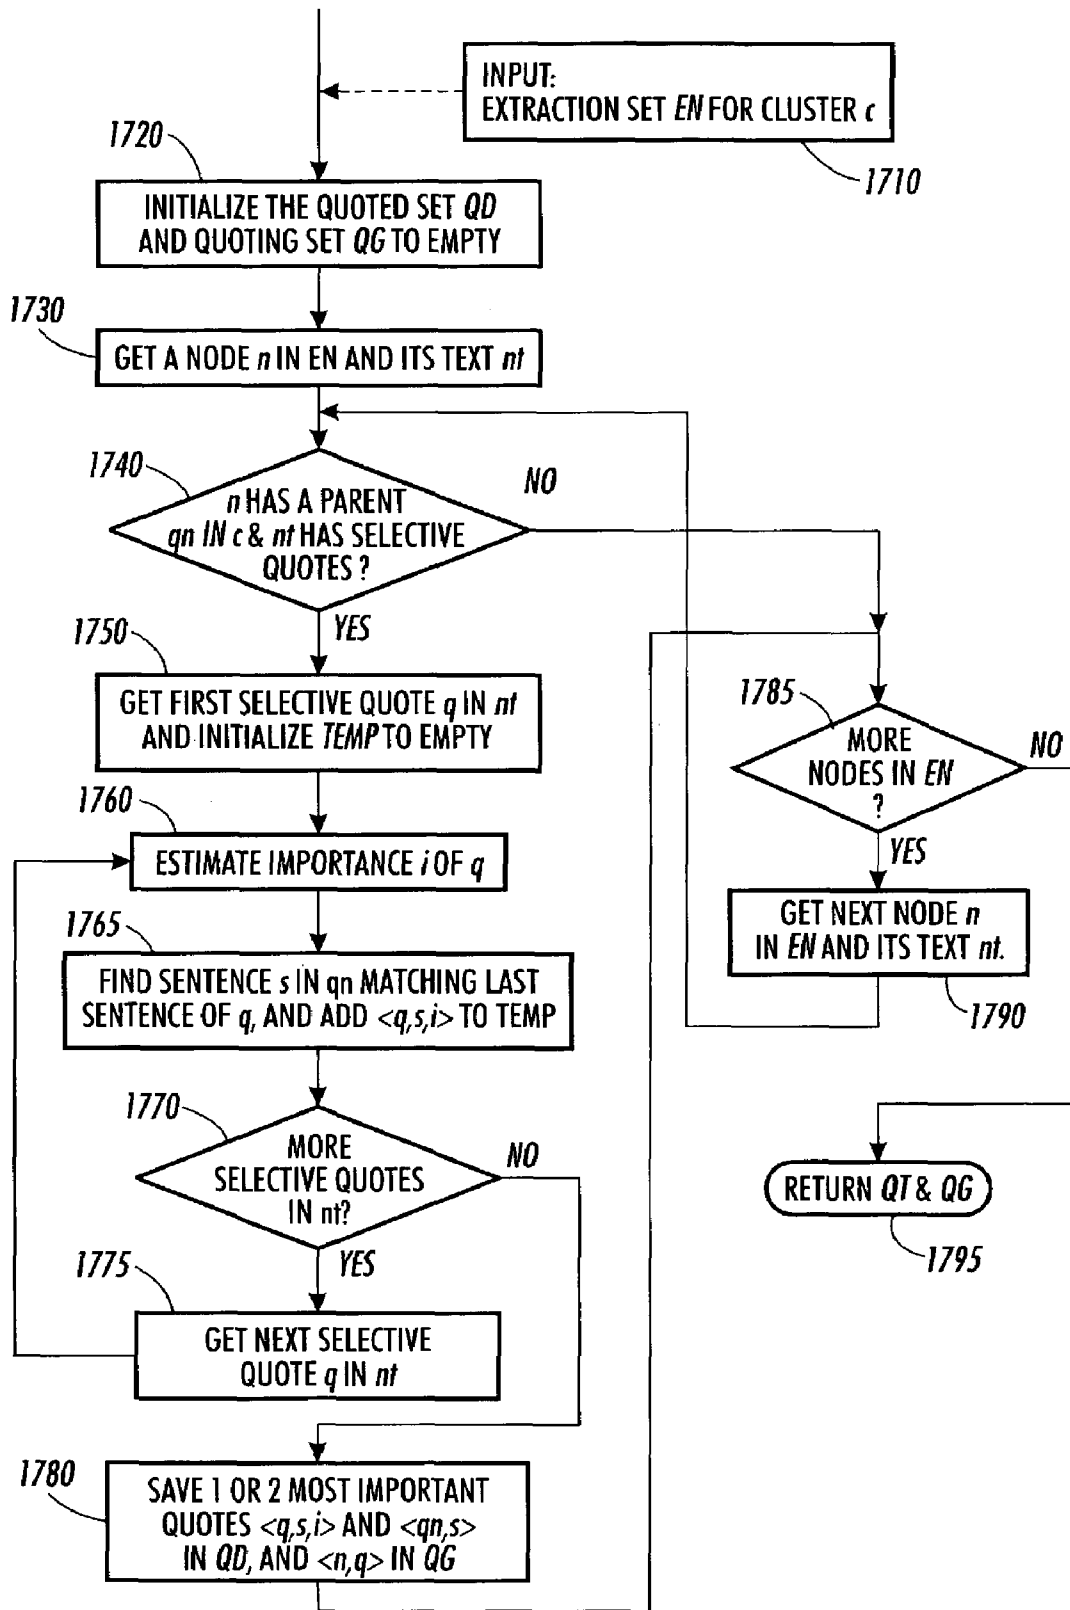 INPUT:
EXTRACTION SET EN FOR CLUSTER c
1710
1720
INITIALIZE THE QUOTED SET QD
AND QUOTING SET QG TO EMPTY
1730
GET A NODE n IN EN AND ITS TEXT nt
1740
n HAS A PARENT
qn IN c & nt HAS SELECTIVE
QUOTES ?
NO
YES
1750
GET FIRST SELECTIVE QUOTE q IN nt
AND INITIALIZE TEMP TO EMPTY
1760
ESTIMATE IMPORTANCE i OF q
1765
FIND SENTENCE s IN qn MATCHING LAST
SENTENCE OF q, AND ADD <q,s,i> TO TEMP
1770
MORE
SELECTIVE QUOTES
IN nt?
NO
YES
1775
GET NEXT SELECTIVE
QUOTE q IN nt
1780
SAVE 1 OR 2 MOST IMPORTANT
QUOTES <q,s,i> AND <qn,s>
IN QD, AND <n,q> IN QG
1785
MORE
NODES IN EN
?
NO
YES
GET NEXT NODE n
IN EN AND ITS TEXT nt.
1790
RETURN QT & QG
1795